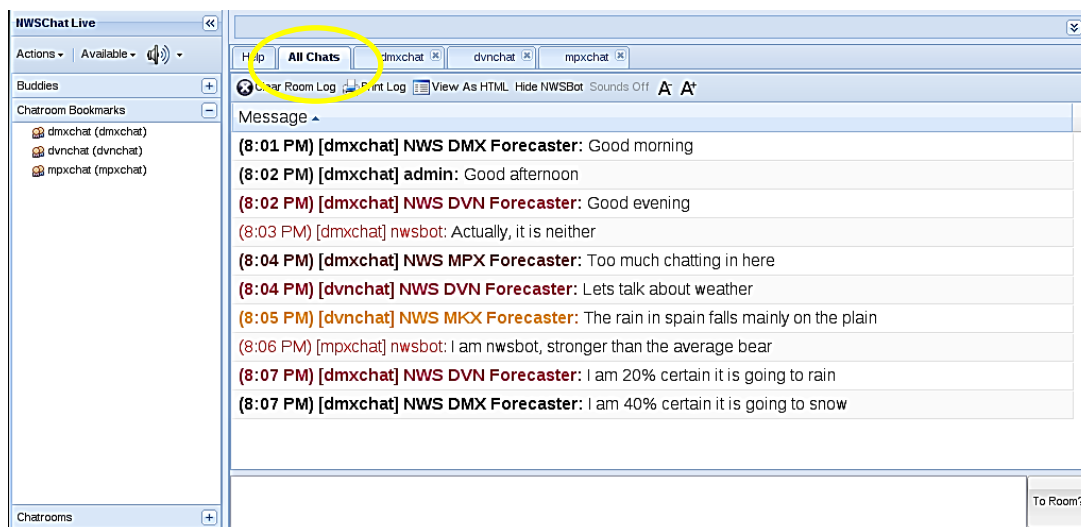 NWSChat Live
Actions
Available
Buddies
Chatroom Bookmarks
dmxchat (dmxchat)
dvnchat (dvnchat)
mpxchat (mpxchat)
Chatrooms
Help All Chats dmxchat dvnchat mpxchat
Clear Room Log Print Log View As HTML Hide NWSBot Sounds Off A- A+
Message
(8:01 PM) [dmxchat] NWS DMX Forecaster: Good morning
(8:02 PM) [dmxchat] admin: Good afternoon
(8:02 PM) [dmxchat] NWS DVN Forecaster: Good evening
(8:03 PM) [dmxchat] nwsbot: Actually, it is neither
(8:04 PM) [dmxchat] NWS MPX Forecaster: Too much chatting in here
(8:04 PM) [dvnchat] NWS DVN Forecaster: Lets talk about weather
(8:05 PM) [dvnchat] NWS MKX Forecaster: The rain in spain falls mainly on the plain
(8:06 PM) [mpxchat] nwsbot: I am nwsbot, stronger than the average bear
(8:07 PM) [dmxchat] NWS DVN Forecaster: I am 20% certain it is going to rain
(8:07 PM) [dmxchat] NWS DMX Forecaster: I am 40% certain it is going to snow
To Room?